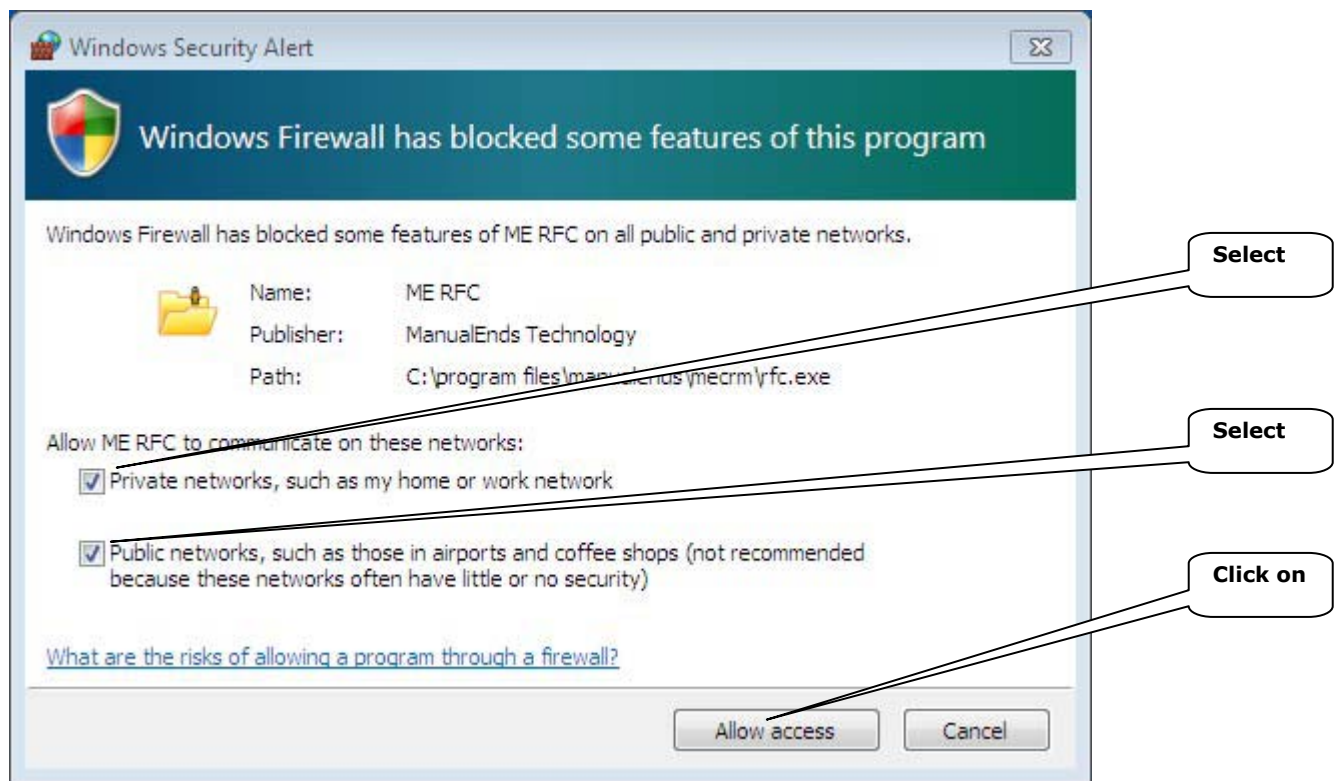 Windows Security Alert
Windows Firewall has blocked some features of this program
Windows Firewall has blocked some features of ME RFC on all public and private networks.
Name: ME RFC
Publisher: ManualEnds Technology
Path: C:\program files\manualends\mecrm\rfc.exe
Allow ME RFC to communicate on these networks:
Private networks, such as my home or work network
Public networks, such as those in airports and coffee shops (not recommended
because these networks often have little or no security)
What are the risks of allowing a program through a firewall?
Allow access Cancel
Select
Select
Click on